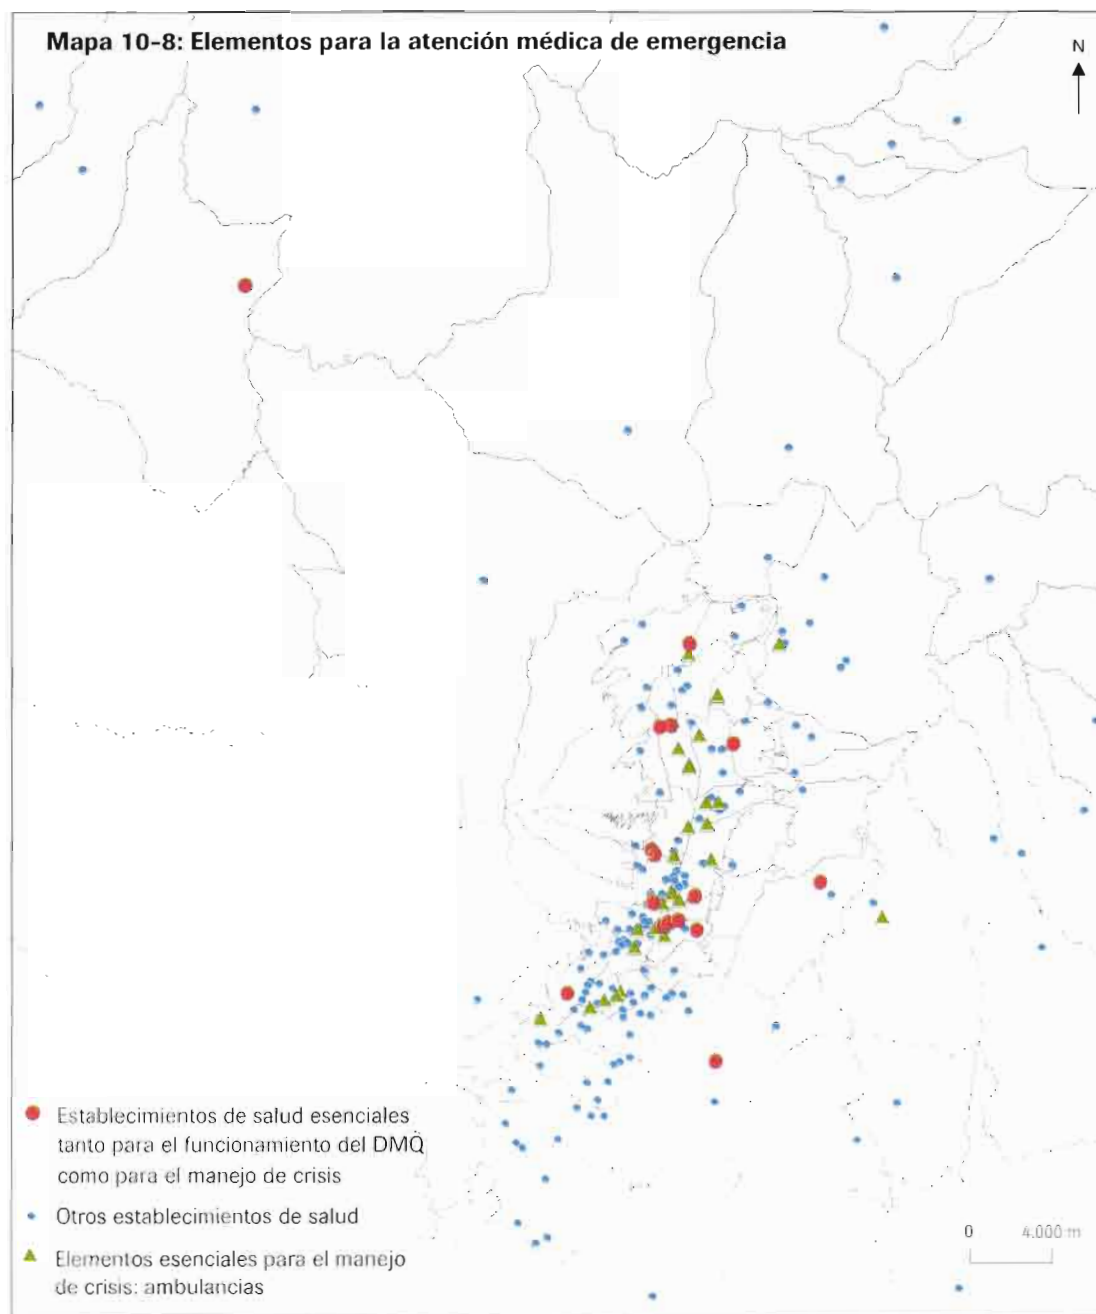 Mapa 10-8: Elementos para la atención médica de emergencia
N
Establecimientos de salud esenciales
tanto para el funcionamiento del DMQ
como para el manejo de crisis
Otros establecimientos de salud
Elementos esenciales para el manejo
de crisis: ambulancias
0 4.000 m